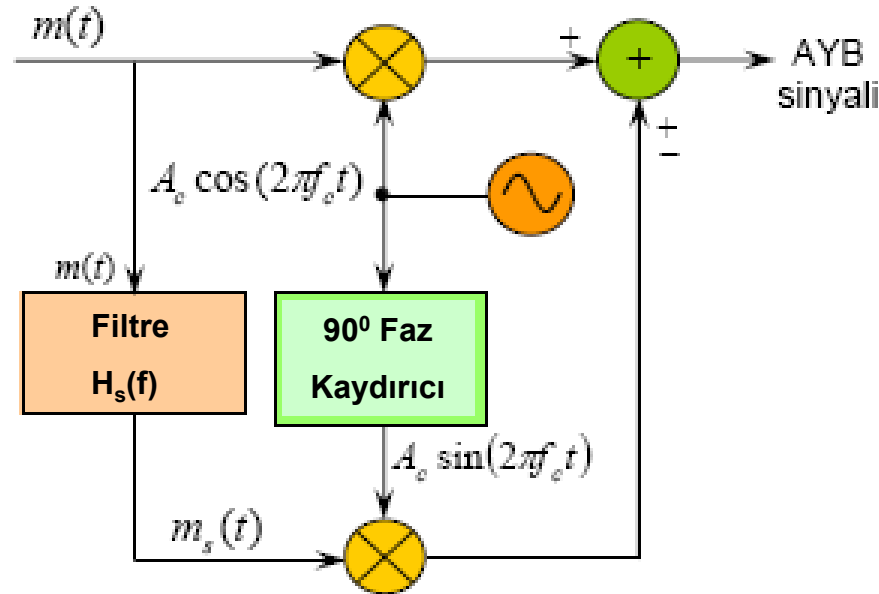 m(t)
+
+
AYB
sinyali
+
−
A_c cos(2πf_c t)
m(t)
Filtre
H_s(f)
90⁰ Faz
Kaydırıcı
A_c sin(2πf_c t)
m_s(t)